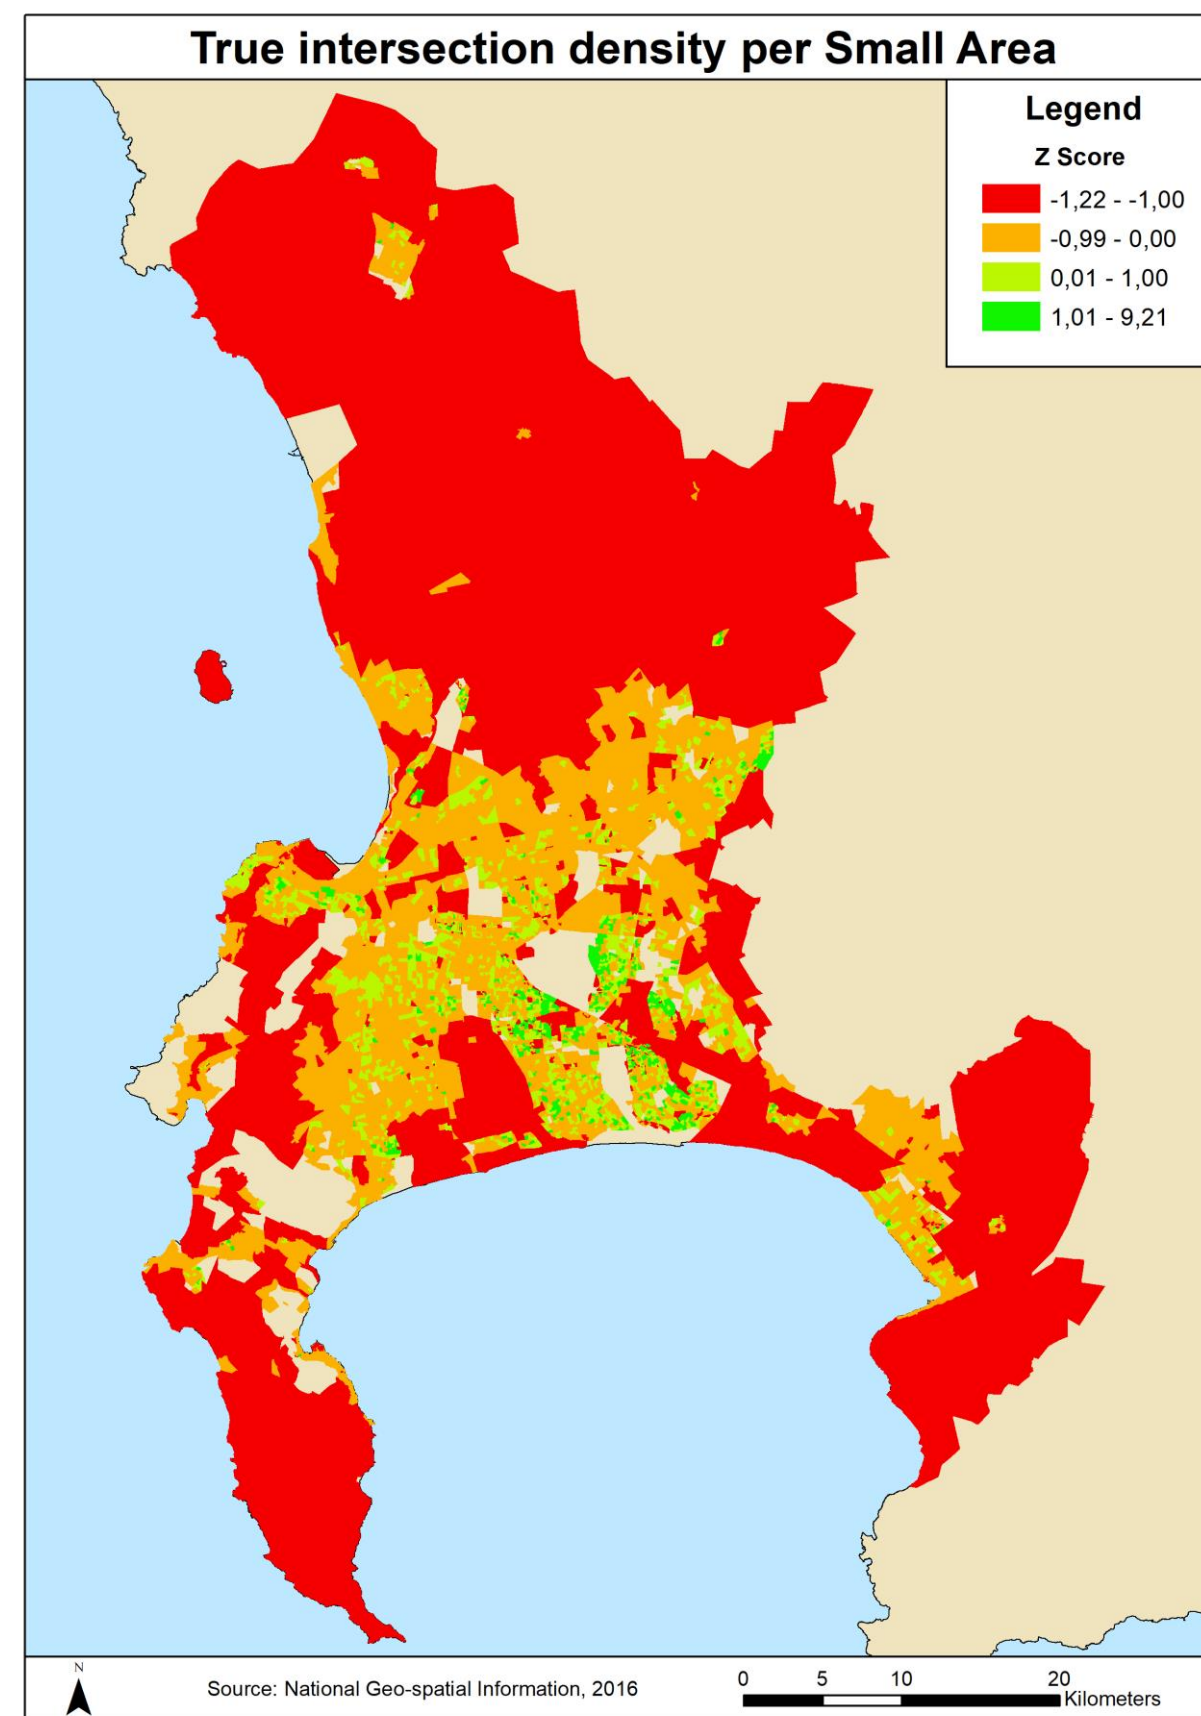 True intersection density per Small Area
Legend
Z Score
-1,22 - -1,00
-0,99 - 0,00
0,01 - 1,00
1,01 - 9,21
N
Source: National Geo-spatial Information, 2016
0 5 10 20
Kilometers